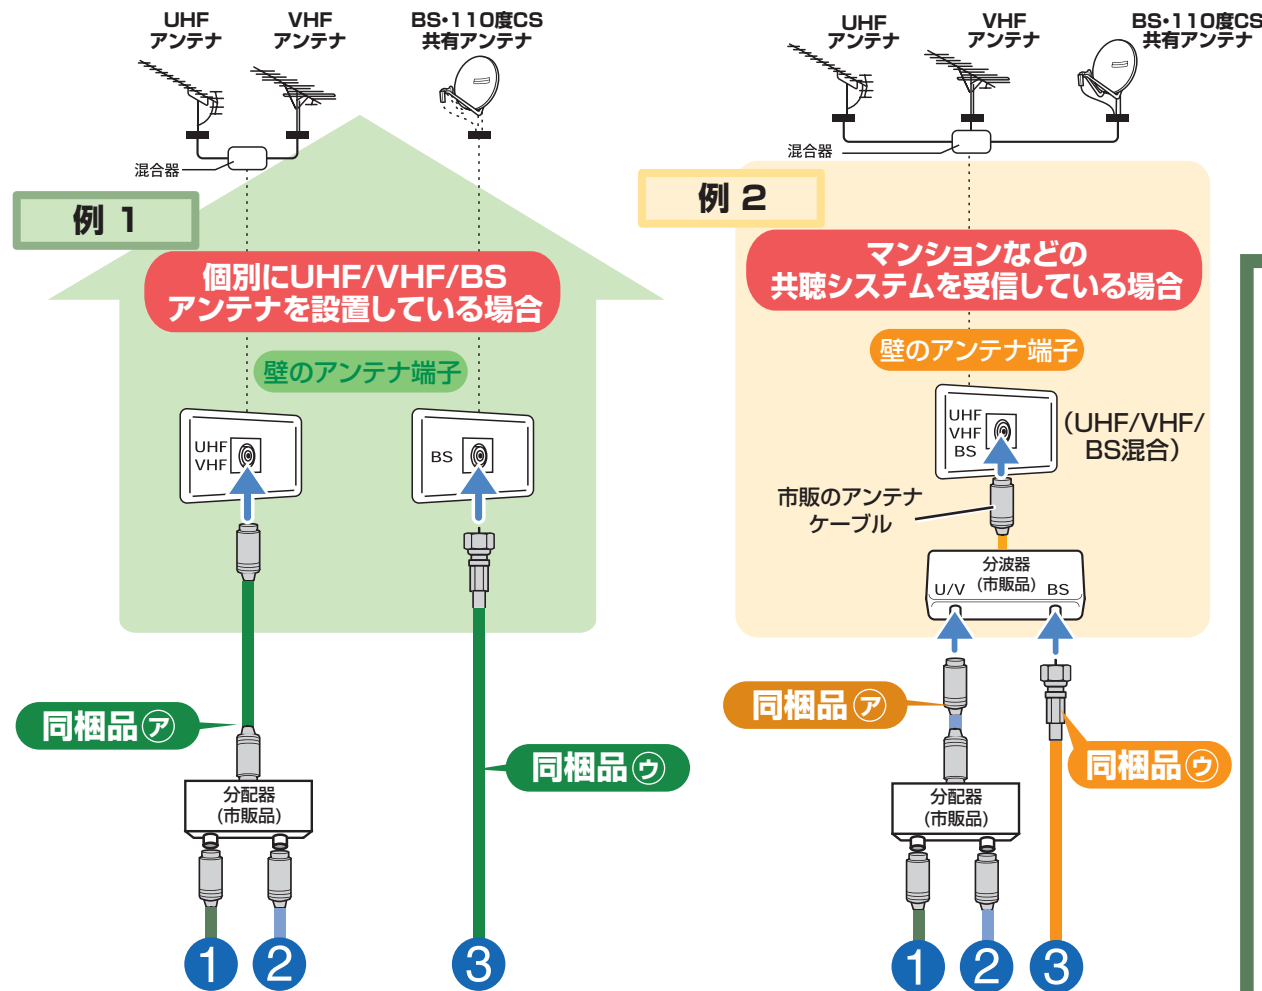 UHF
アンテナ
VHF
アンテナ
BS・110度CS
共有アンテナ
混合器
例 1
個別にUHF/VHF/BS
アンテナを設置している場合
壁のアンテナ端子
UHF
VHF
BS
同梱品㋐
同梱品㋒
分配器
(市販品)
1
2
3
UHF
アンテナ
VHF
アンテナ
BS・110度CS
共有アンテナ
混合器
例 2
マンションなどの
共聴システムを受信している場合
壁のアンテナ端子
UHF
VHF
BS
(UHF/VHF/
BS混合)
市販のアンテナ
ケーブル
分波器
(市販品)
U/V
BS
同梱品㋐
同梱品㋒
分配器
(市販品)
1
2
3